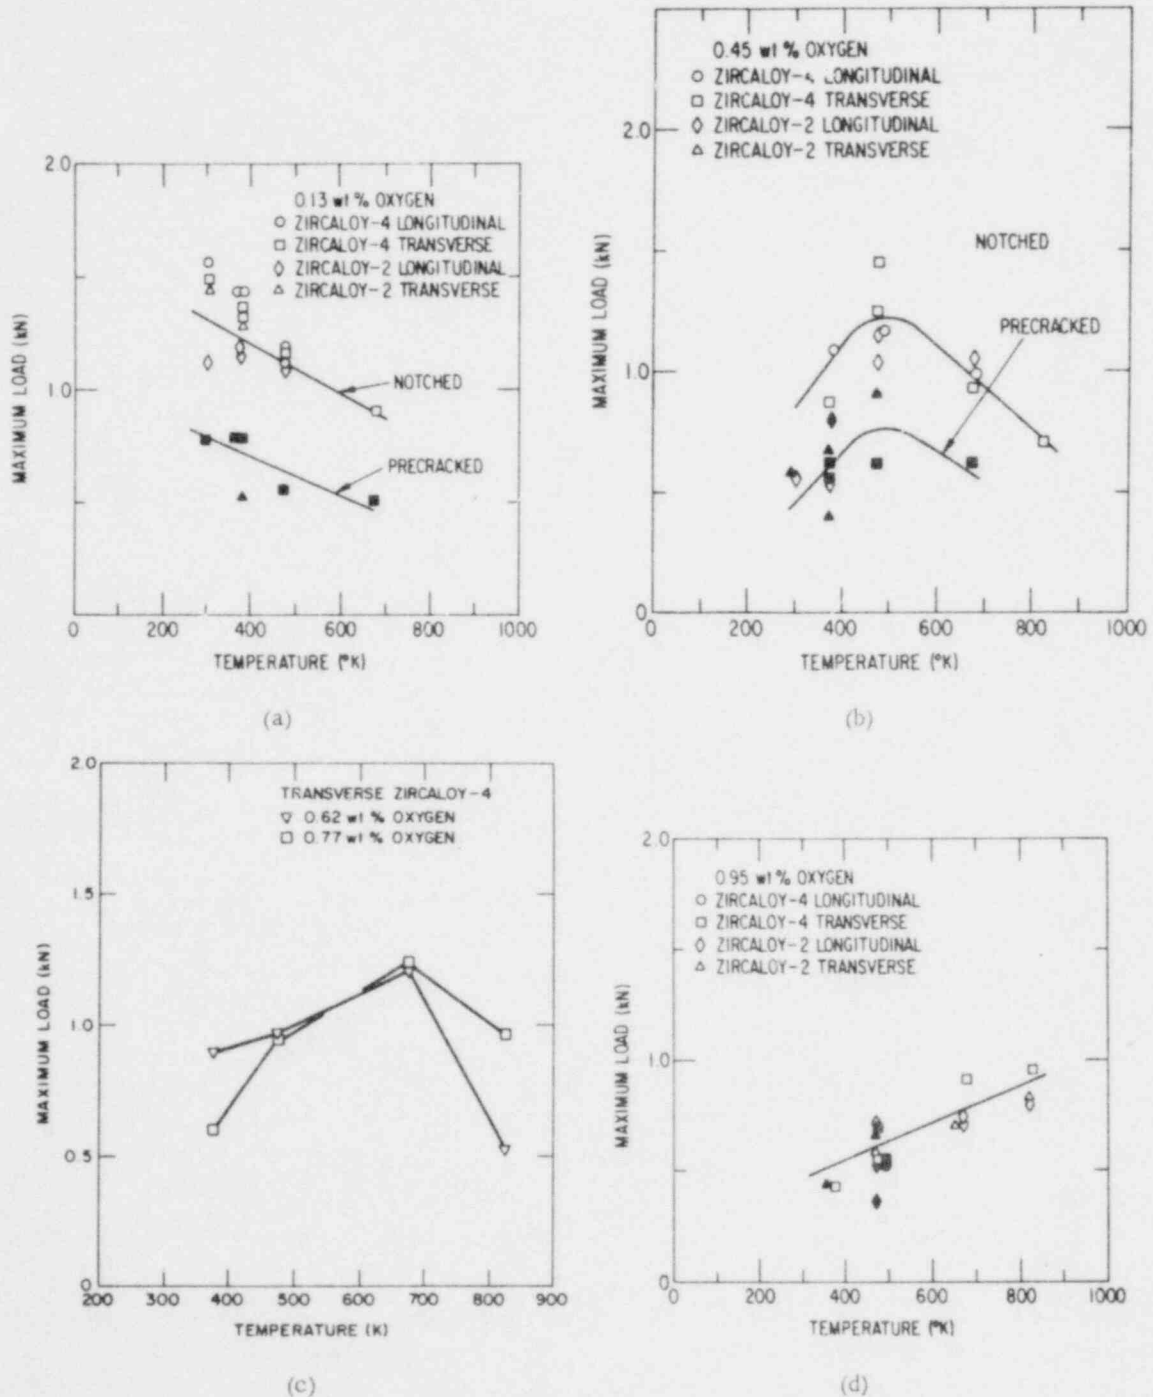 2.0
1.0
0
0
200
400
600
800
1000
MAXIMUM LOAD (kN)
TEMPERATURE (°K)
0.13 wt % OXYGEN
ZIRCALOY-4 LONGITUDINAL
ZIRCALOY-4 TRANSVERSE
ZIRCALOY-2 LONGITUDINAL
ZIRCALOY-2 TRANSVERSE
NOTCHED
PRECRACKED
(a)
2.0
1.0
0
0
200
400
600
800
1000
MAXIMUM LOAD (kN)
TEMPERATURE (°K)
0.45 wt % OXYGEN
ZIRCALOY-4 LONGITUDINAL
ZIRCALOY-4 TRANSVERSE
ZIRCALOY-2 LONGITUDINAL
ZIRCALOY-2 TRANSVERSE
NOTCHED
PRECRACKED
(b)
2.0
1.5
1.0
0.5
0
200
300
400
500
600
700
800
900
MAXIMUM LOAD (kN)
TEMPERATURE (K)
TRANSVERSE ZIRCALOY-4
0.62 wt % OXYGEN
0.77 wt % OXYGEN
(c)
2.0
1.0
0
0
200
400
600
800
1000
MAXIMUM LOAD (kN)
TEMPERATURE (°K)
0.95 wt % OXYGEN
ZIRCALOY-4 LONGITUDINAL
ZIRCALOY-4 TRANSVERSE
ZIRCALOY-2 LONGITUDINAL
ZIRCALOY-2 TRANSVERSE
(d)